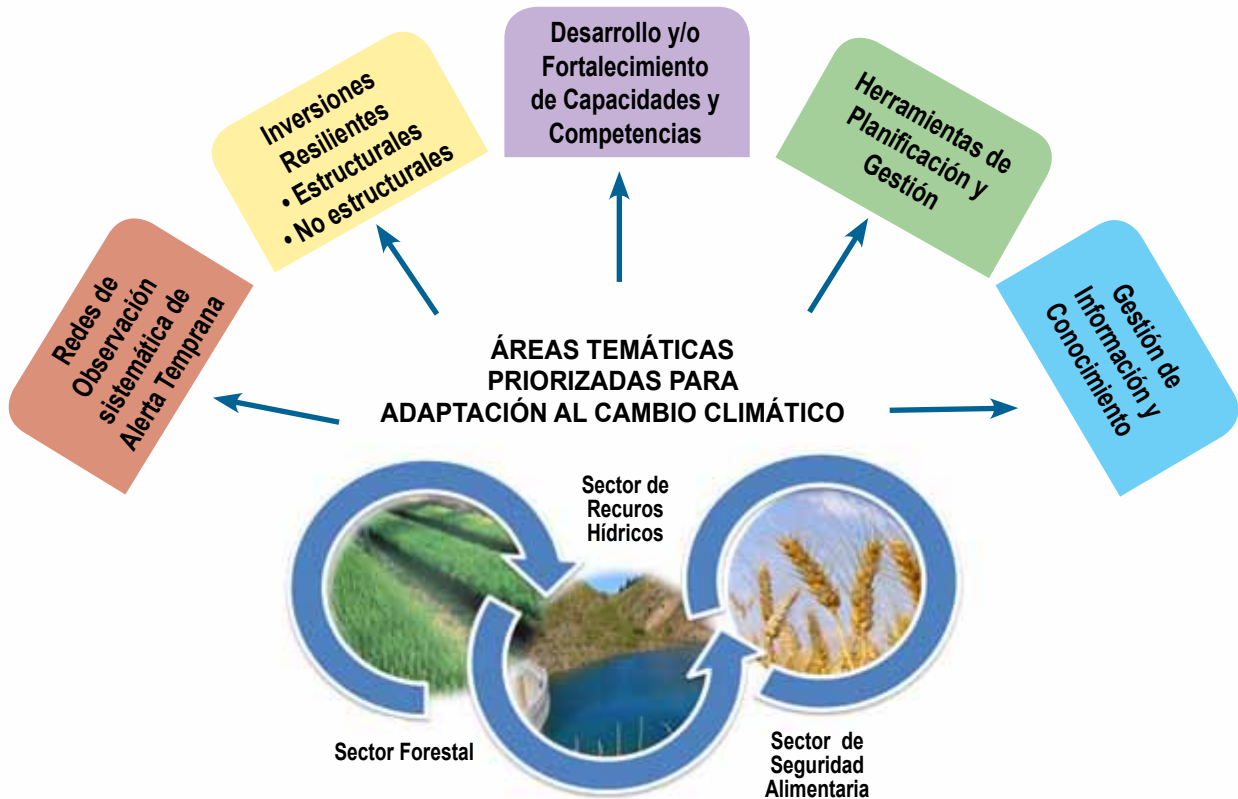 Redes de
Observación
sistemática de
Alerta Temprana
Inversiones
Resilientes
• Estructurales
• No estructurales
Desarrollo y/o
Fortalecimiento
de Capacidades y
Competencias
Herramientas de
Planificación y
Gestión
Gestión de
Información y
Conocimiento
ÁREAS TEMÁTICAS
PRIORIZADAS PARA
ADAPTACIÓN AL CAMBIO CLIMÁTICO
Sector de
Recuros
Hídricos
Sector Forestal
Sector de
Seguridad
Alimentaria